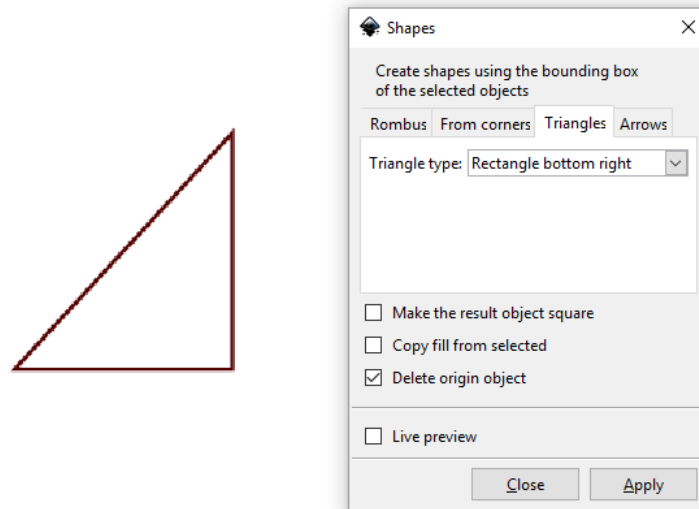 Shapes
Create shapes using the bounding box
of the selected objects
Rombus From corners Triangles Arrows
Triangle type: Rectangle bottom right
Make the result object square
Copy fill from selected
Delete origin object
Live preview
Close Apply